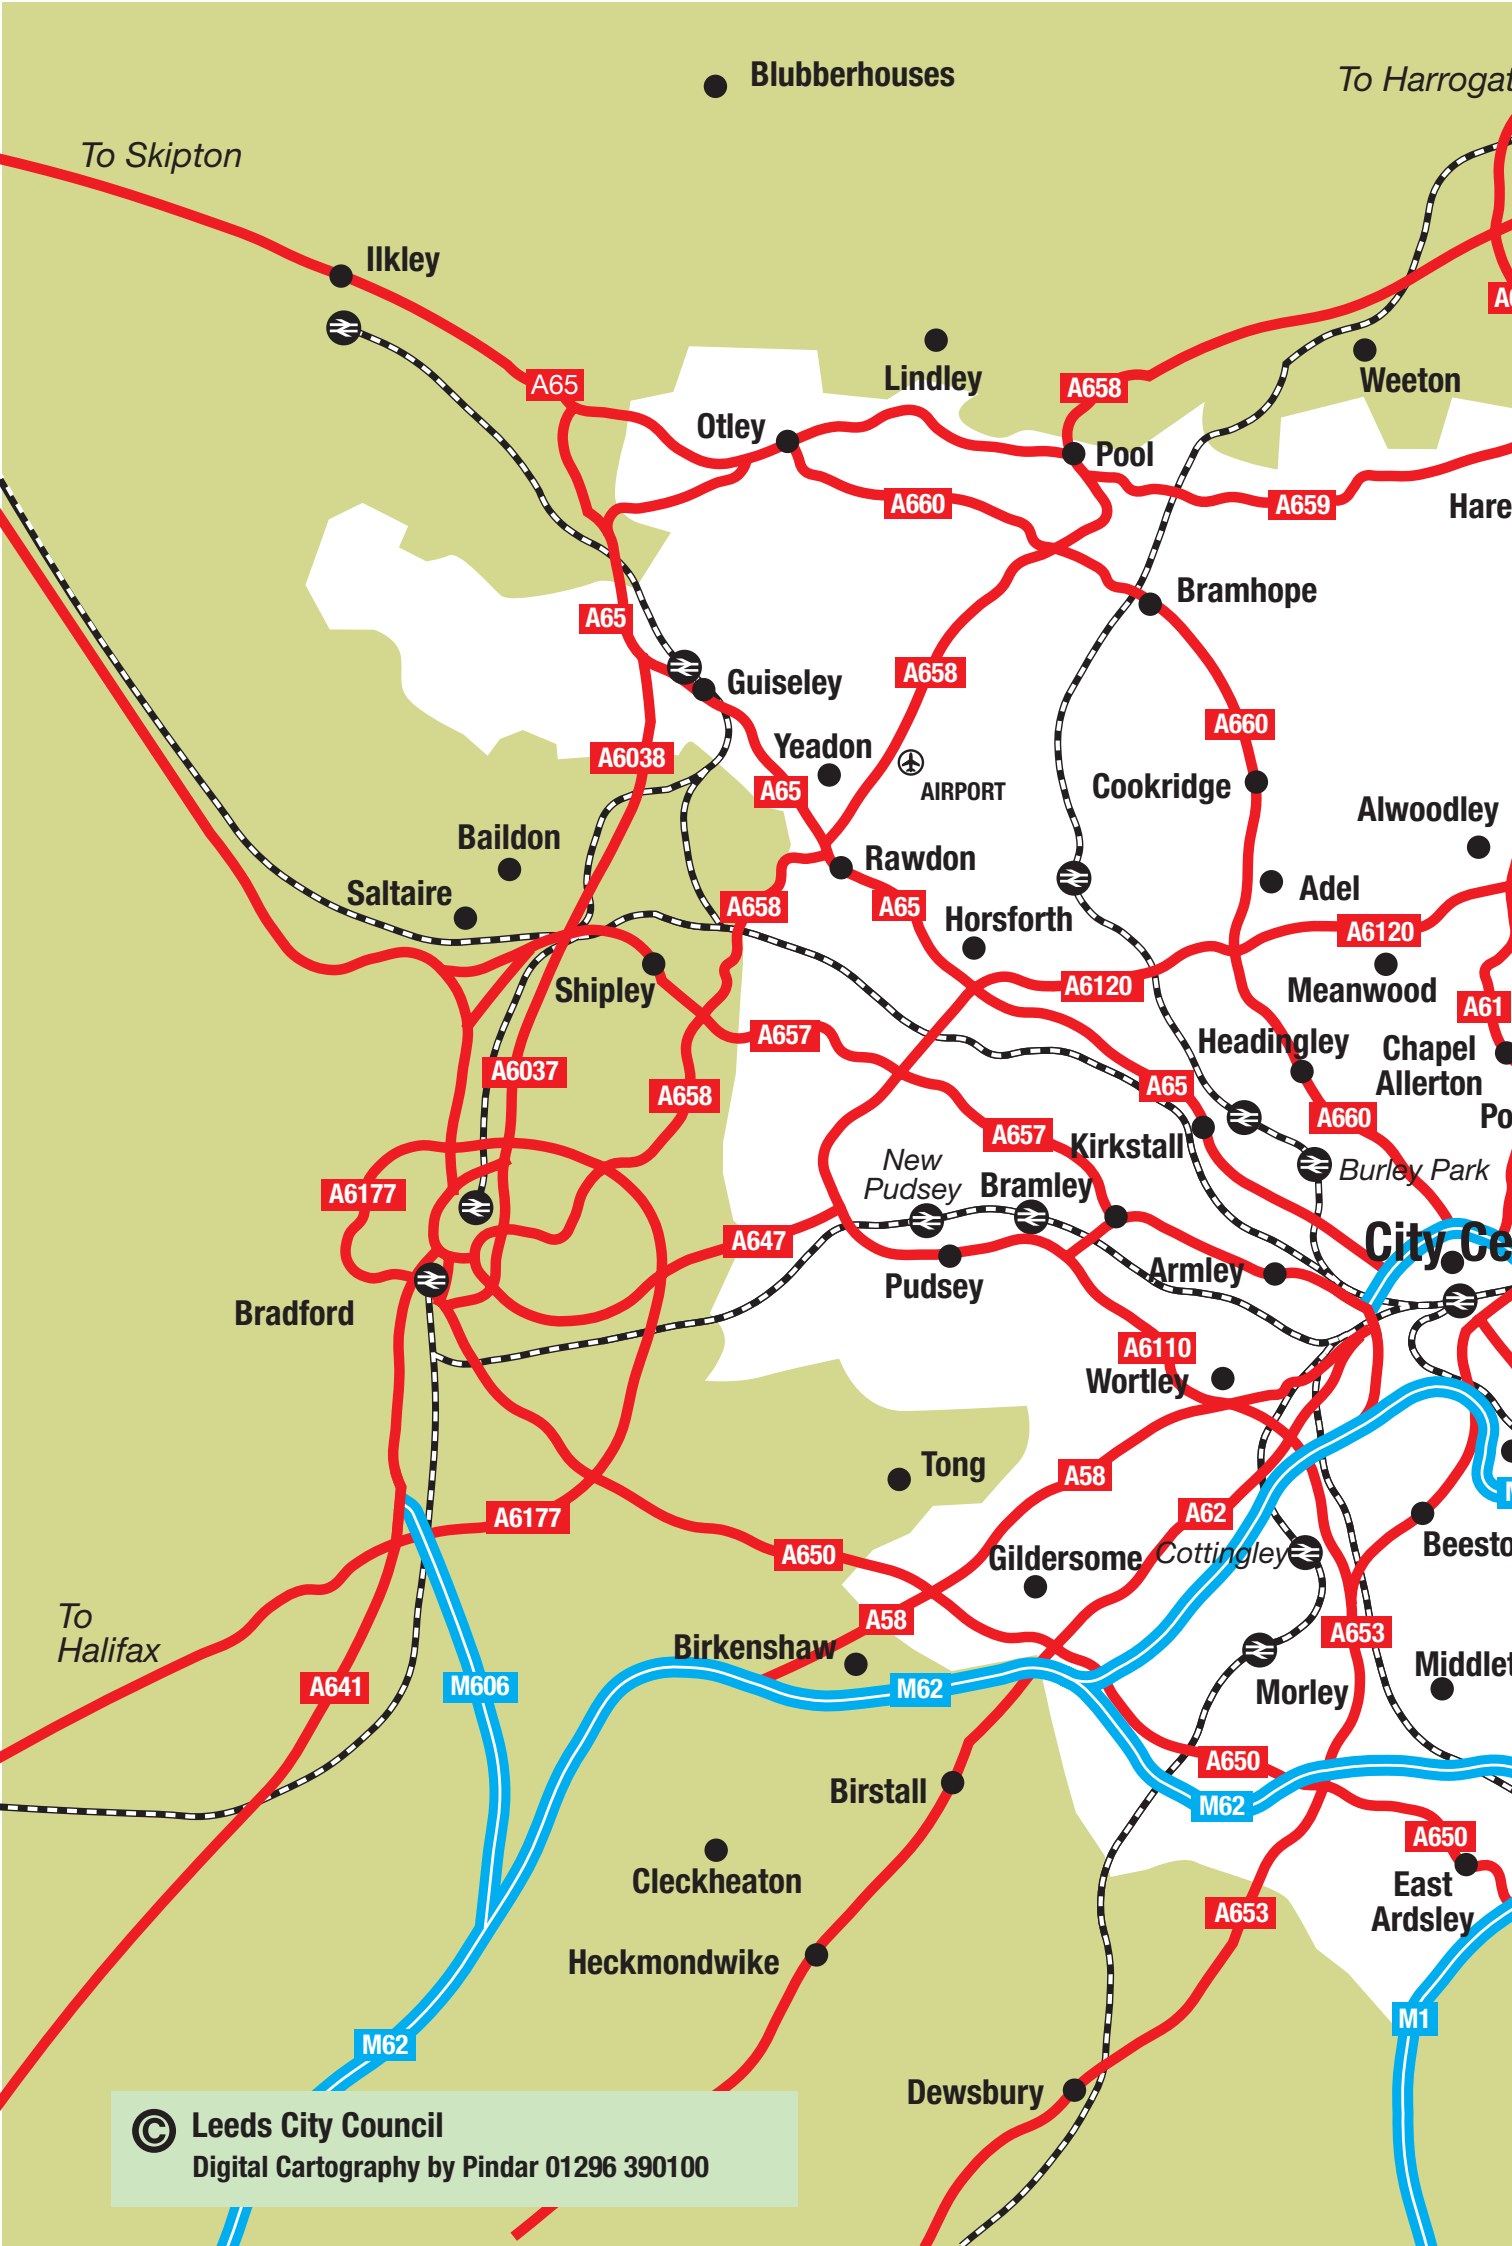 Blubberhouses
To Harrogat
To Skipton
Ilkley
A65
Lindley
A658
Weeton
Otley
Pool
A660
A659
Hare
Bramhope
A65
A658
Guiseley
A660
Yeadon
A6038
AIRPORT
A65
Cookridge
Alwoodley
Baildon
Rawdon
Adel
Saltaire
A658
A65
Horsforth
A6120
Shipley
A6120
Meanwood
A61
A657
Headingley
Chapel
Allerton
A6037
A658
A65
A660
Po
A657
Kirkstall
New
Pudsey
Bramley
Burley Park
A6177
A647
City Ce
Pudsey
Armley
Bradford
A6110
Wortley
Tong
A58
A6177
A62
M
A650
Gildersome
Cottingley
Beesto
To
Halifax
A58
Birkenshaw
A653
A641
M606
M62
Morley
Middlet
A650
Birstall
M62
A650
Cleckheaton
East
Ardsley
A653
Heckmondwike
M62
M1
Dewsbury
© Leeds City Council
Digital Cartography by Pindar 01296 390100